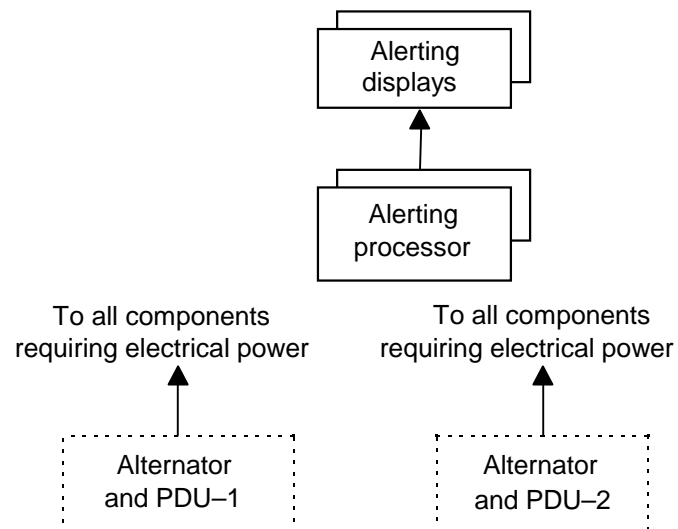 Alerting
displays
Alerting
processor
To all components
requiring electrical power
To all components
requiring electrical power
Alternator
and PDU–1
Alternator
and PDU–2